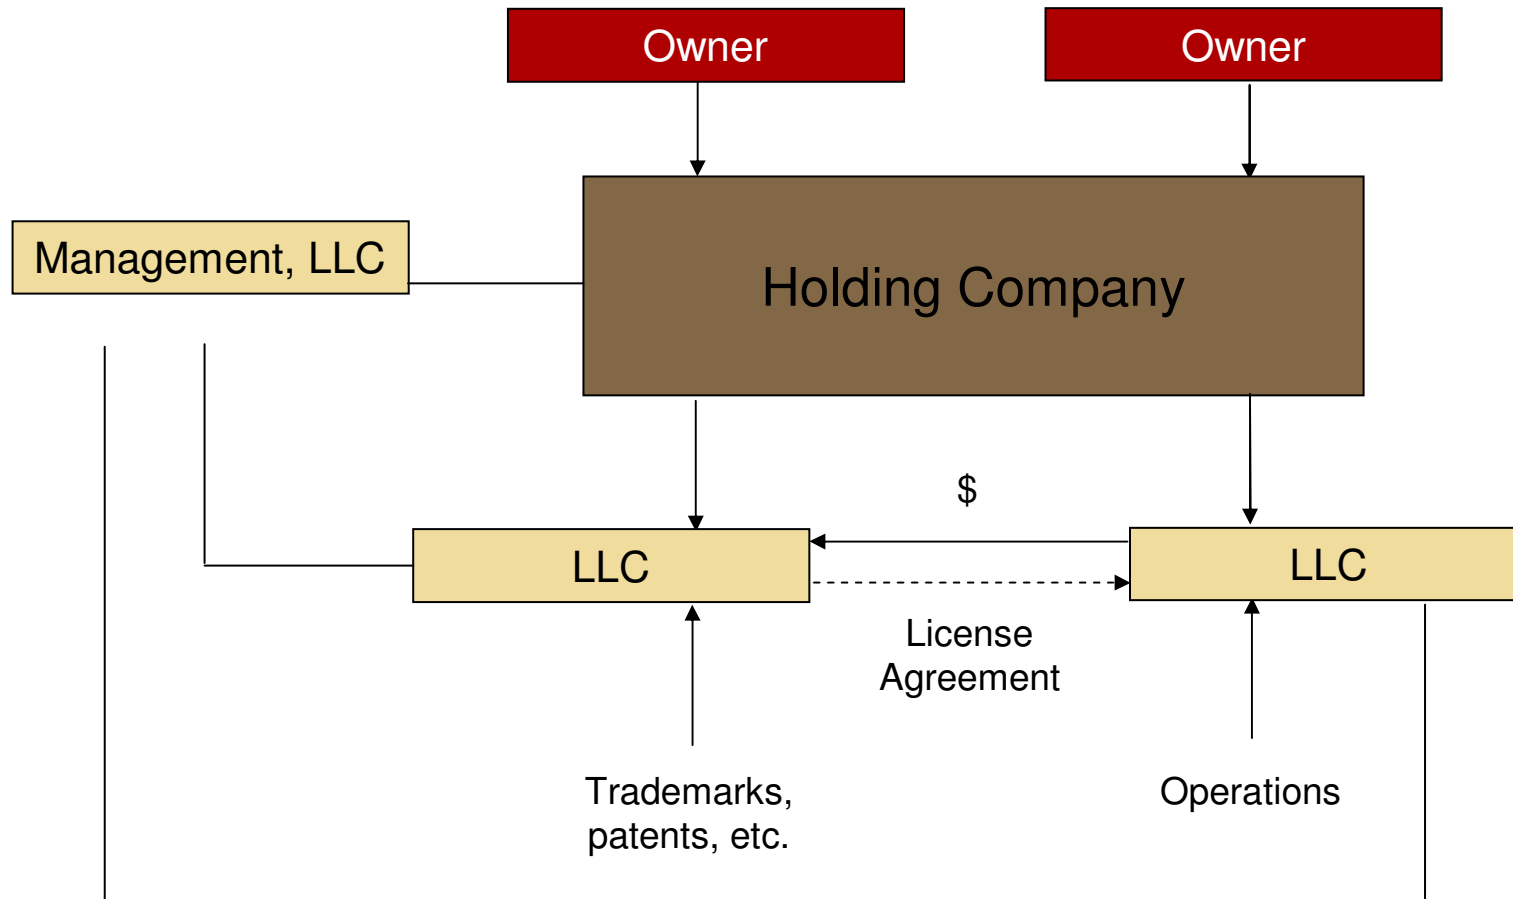 Owner
Owner
Management, LLC
Holding Company
$
LLC
LLC
License
Agreement
Trademarks,
patents, etc.
Operations